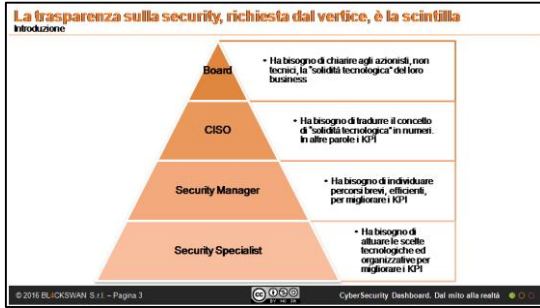 La trasparenza sulla security, richiesta dal vertice, è la scintilla
Introduzione
Board
• Ha bisogno di chiarire agli azionisti, non
tecnici, la "solidità tecnologica" del loro
business
CISO
• Ha bisogno di tradurre il concetto
di "solidità tecnologica" in numeri.
In altre parole i KPI
Security Manager
• Ha bisogno di individuare
percorsi brevi, efficienti,
per migliorare i KPI
Security Specialist
• Ha bisogno di
attuare le scelte
tecnologiche ed
organizzative per
migliorare i KPI
© 2016 BL4CKSWAN S.r.l. – Pagina 3
CyberSecurity Dashboard. Dal mito alla realtà